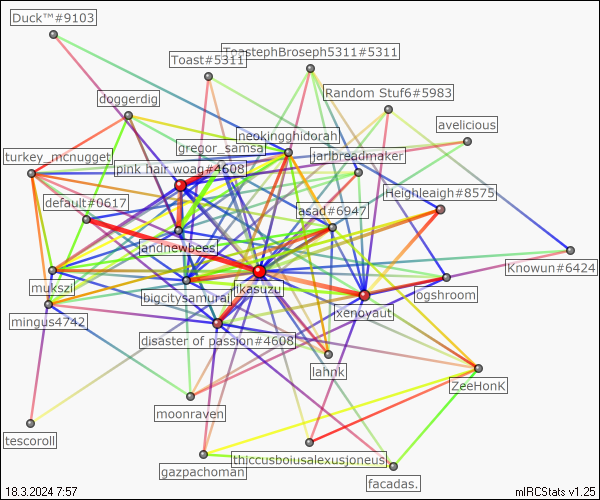 Duck™#9103
ToastephBroseph5311#5311
Toast#5311
Random Stuf6#5983
doggerdig
avelicious
neokingghidorah
gregor_samsa
turkey_mcnugget
jarlbreadmaker
pink hair woag#4608
Heighleaigh#8575
default#0617
asad#6947
landnewbees
Knowun#6424
mukszi
ikasuzu
ogshroom
bigcitysamurai
xenoyaut
mingus4742
disaster of passion#4608
lahnk
ZeeHonK
moonraven
tescoroll
thiccusboiusalexusjoneus
gazpachoman
facadas.
18.3.2024 7:57
mIRCStats v1.25